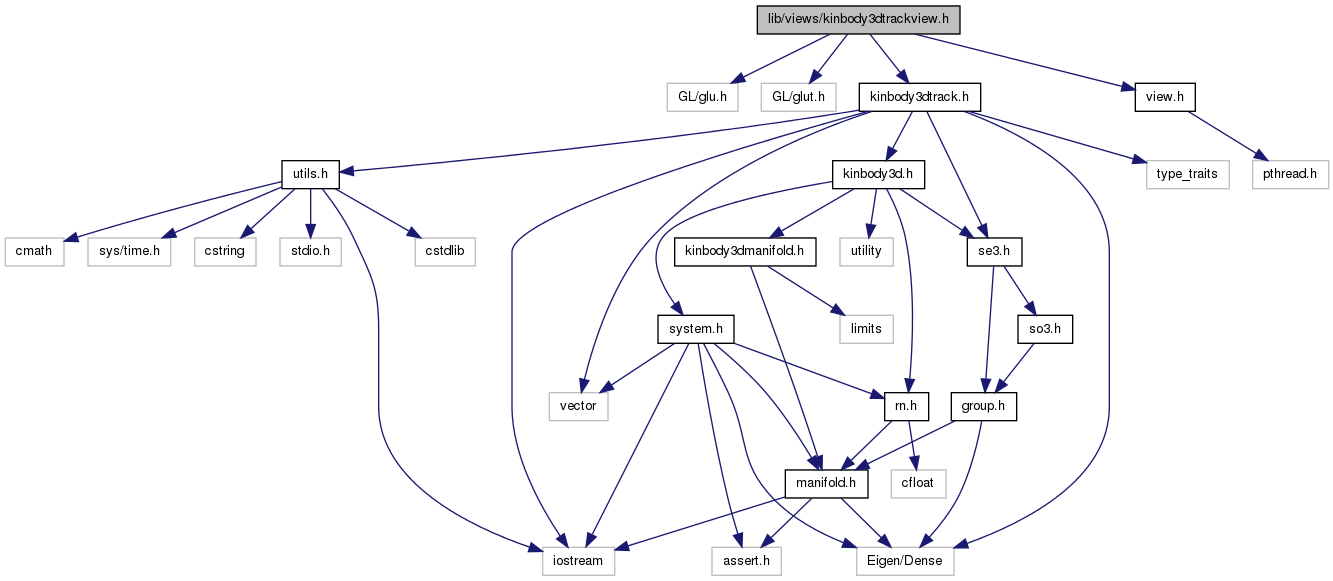 lib/views/kinbody3dtrackview.h
GL/glu.h
GL/glut.h
kinbody3dtrack.h
view.h
utils.h
kinbody3d.h
type_traits
pthread.h
cmath
sys/time.h
cstring
stdio.h
cstdlib
kinbody3dmanifold.h
utility
se3.h
system.h
limits
so3.h
vector
rn.h
group.h
manifold.h
cfloat
iostream
assert.h
Eigen/Dense